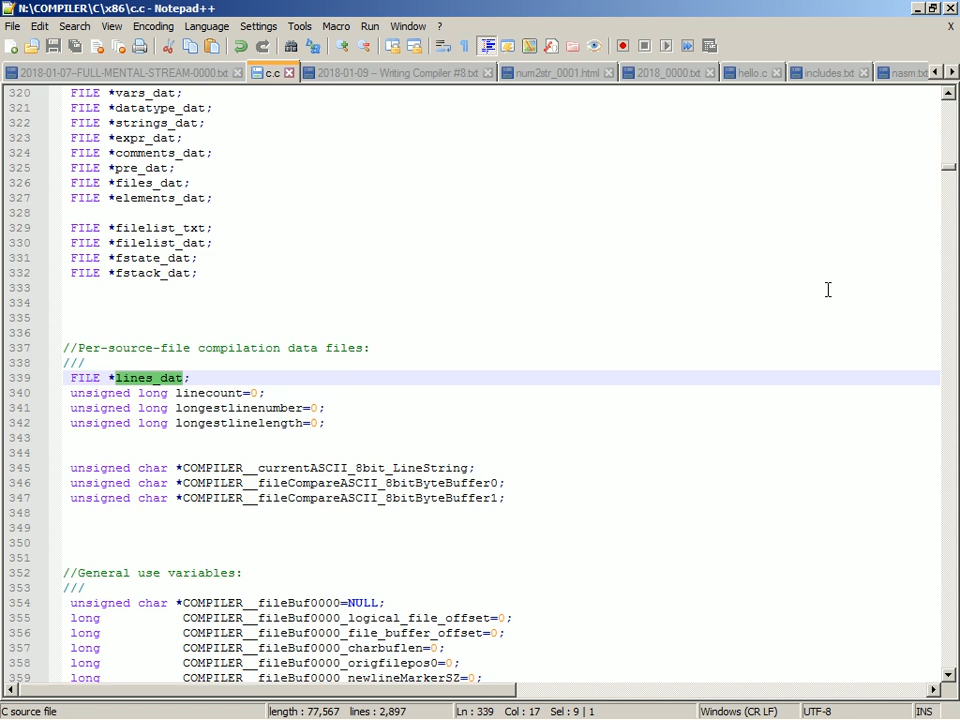 N:\COMPILER\C\x86\c.c - Notepad++
File Edit Search View Encoding Language Settings Tools Macro Run Window ? X
2018-01-07-FULL-MENTAL-STREAM-0000.txt c.c 2018-01-09 – Writing Compiler #8.txt num2str_0001.html 2018_0000.txt hello.c includes.txt nasm.txt
320 FILE *vars_dat;
321 FILE *datatype_dat;
322 FILE *strings_dat;
323 FILE *expr_dat;
324 FILE *comments_dat;
325 FILE *pre_dat;
326 FILE *files_dat;
327 FILE *elements_dat;
328
329 FILE *filelist_txt;
330 FILE *filelist_dat;
331 FILE *fstate_dat;
332 FILE *fstack_dat;
333
334
335
336
337 //Per-source-file compilation data files:
338 ///
339 FILE *lines_dat;
340 unsigned long linecount=0;
341 unsigned long longestlinenumber=0;
342 unsigned long longestlinelength=0;
343
344
345 unsigned char *COMPILER__currentASCII_8bit_LineString;
346 unsigned char *COMPILER__fileCompareASCII_8bitByteBuffer0;
347 unsigned char *COMPILER__fileCompareASCII_8bitByteBuffer1;
348
349
350
351
352 //General use variables:
353 ///
354 unsigned char *COMPILER__fileBuf0000=NULL;
355 long COMPILER__fileBuf0000_logical_file_offset=0;
356 long COMPILER__fileBuf0000_file_buffer_offset=0;
357 long COMPILER__fileBuf0000_charbuflen=0;
358 long COMPILER__fileBuf0000_origfilepos0=0;
359 long COMPILER__fileBuf0000_newlineMarkerSZ=0;
C source file length : 77,567 lines : 2,897 Ln : 339 Col : 17 Sel : 9 | 1 Windows (CR LF) UTF-8 INS